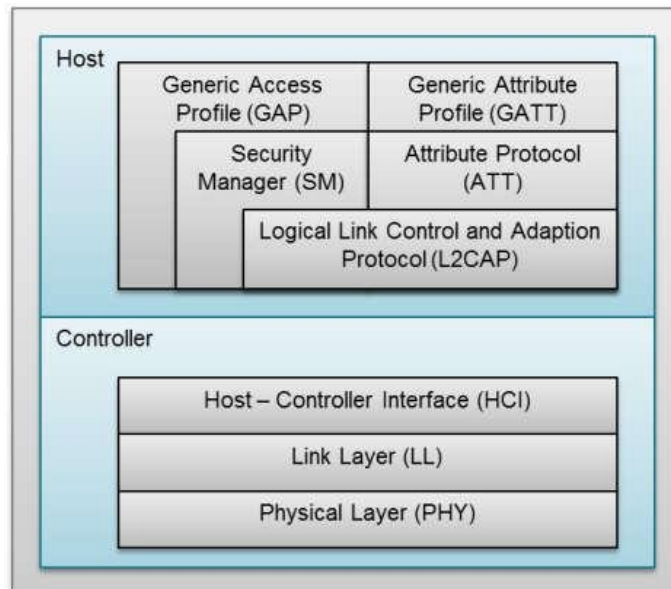 Host
Generic Access
Profile (GAP)
Generic Attribute
Profile (GATT)
Security
Manager (SM)
Attribute Protocol
(ATT)
Logical Link Control and Adaption
Protocol (L2CAP)
Controller
Host – Controller Interface (HCI)
Link Layer (LL)
Physical Layer (PHY)